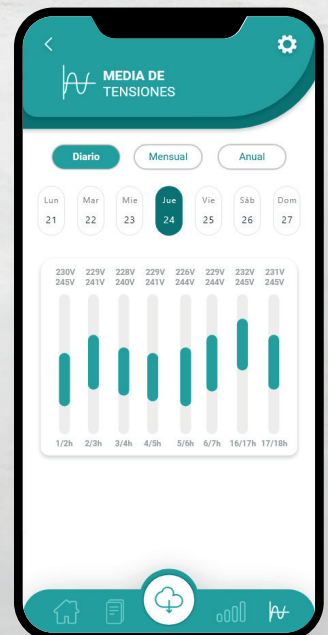 MEDIA DE
TENSIONES
Diario Mensual Anual
Lun Mar Mie Jue Vie Sáb Dom
21 22 23 24 25 26 27
230V 229V 228V 229V 226V 229V 232V 231V
245V 241V 240V 241V 244V 244V 245V 245V
1/2h 2/3h 3/4h 4/5h 5/6h 6/7h 16/17h 17/18h